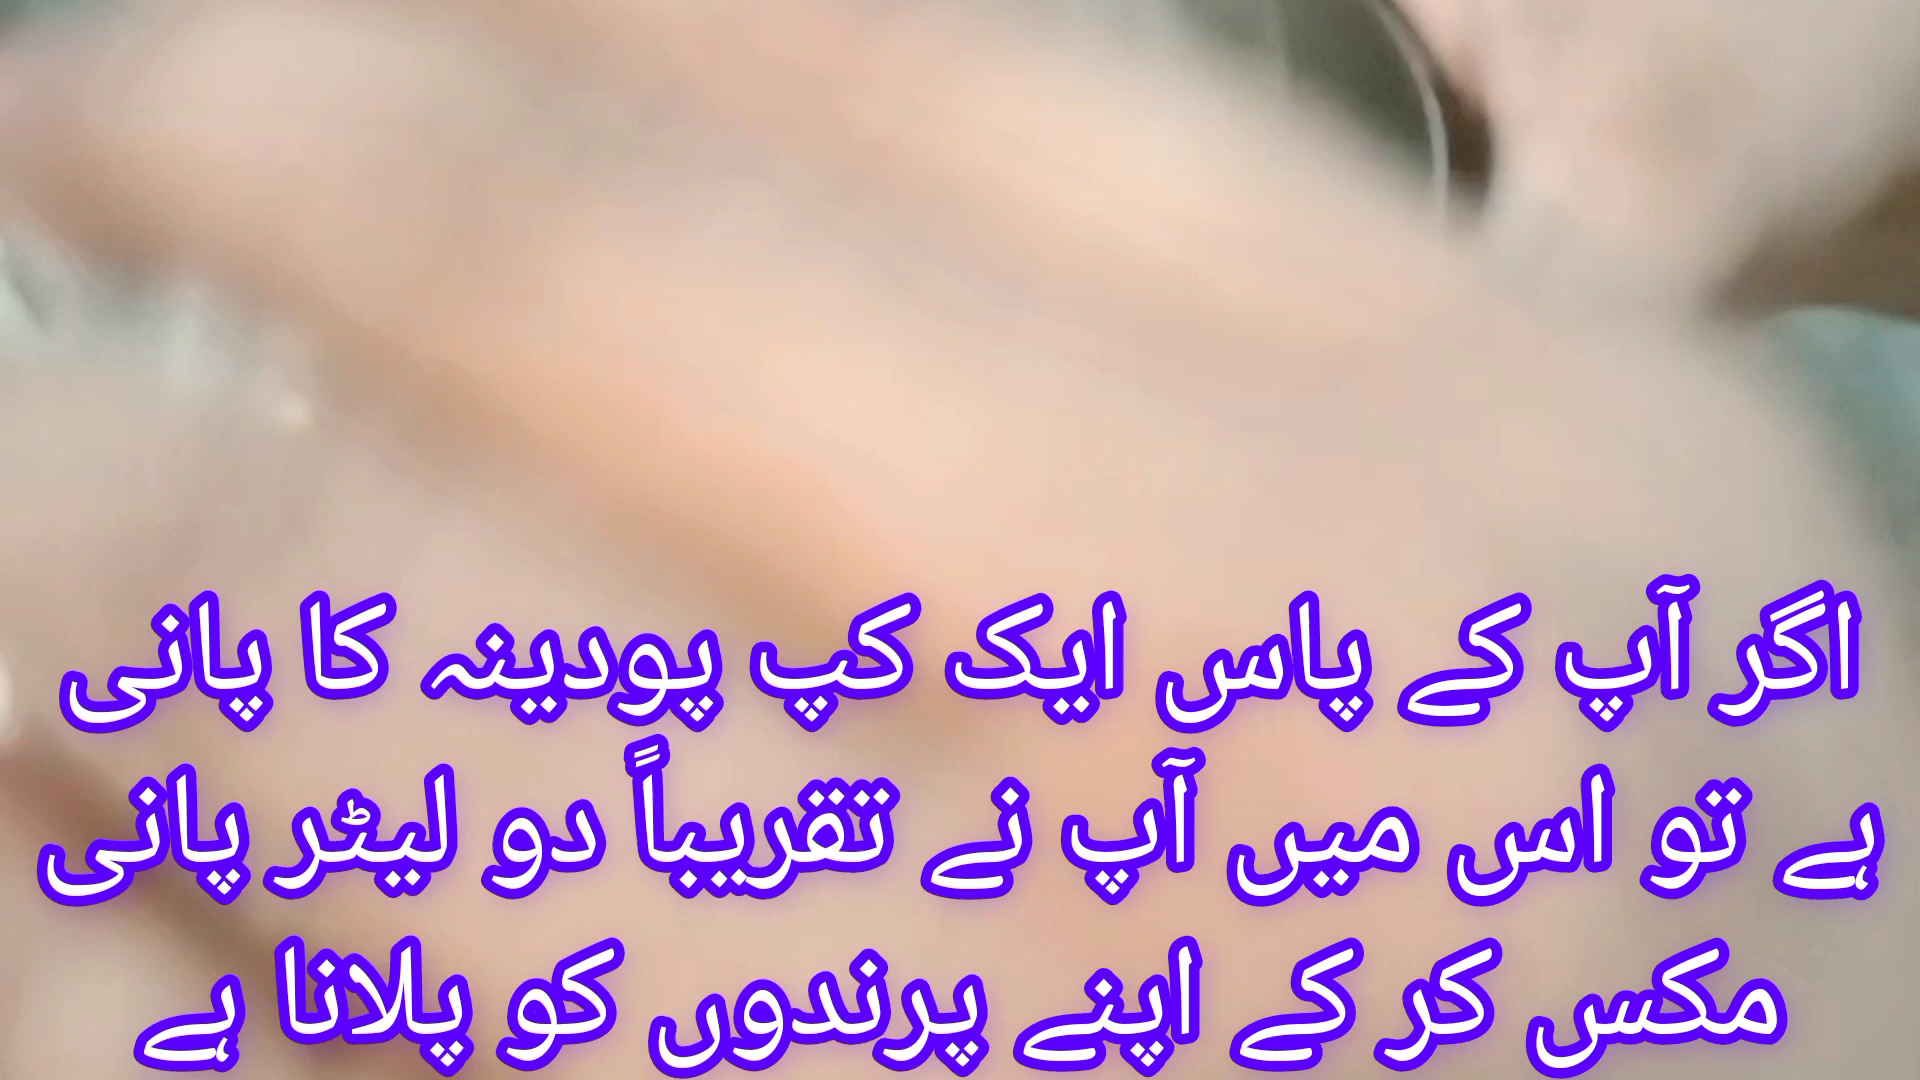 اگر آپ کے پاس ایک کپ پودینہ کا پانی
ہے تو اس میں آپ نے تقریباً دو لیٹر پانی
مکس کر کے اپنے پرندوں کو پلانا ہے